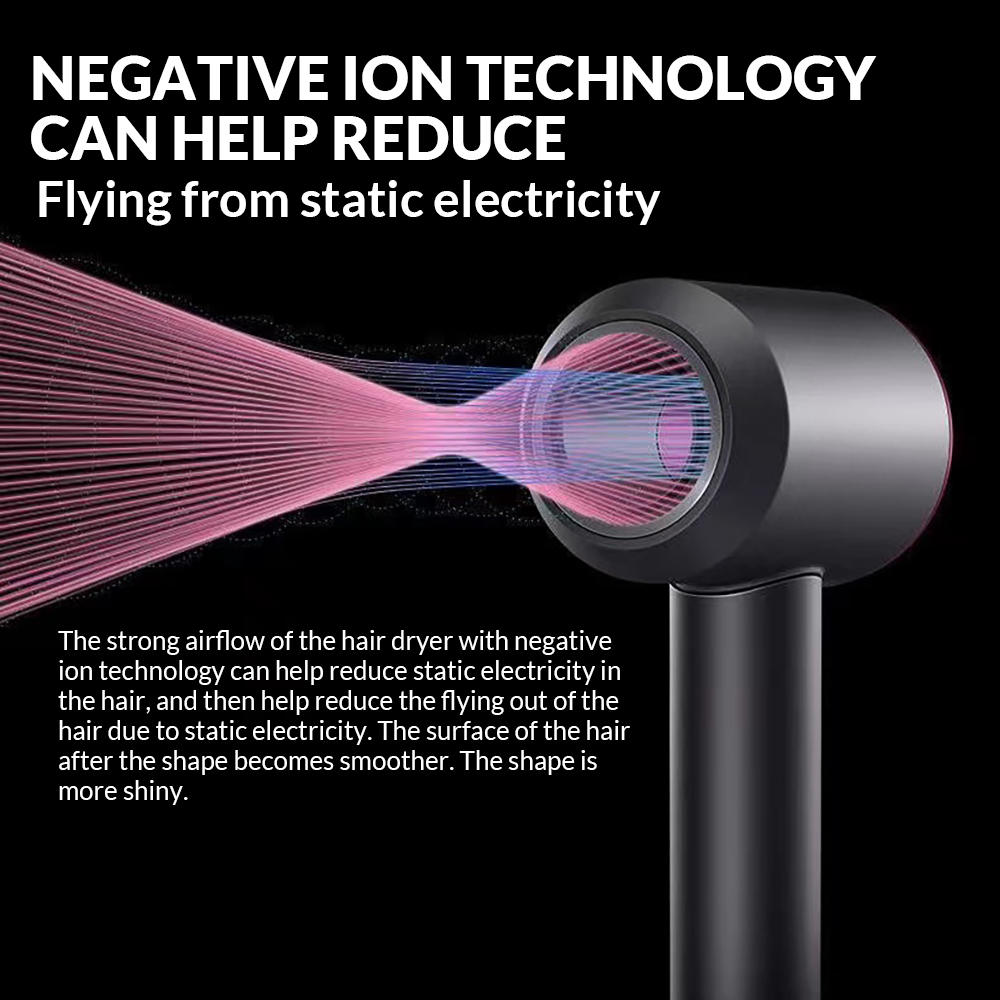 NEGATIVE ION TECHNOLOGY
CAN HELP REDUCE
Flying from static electricity
The strong airflow of the hair dryer with negative
ion technology can help reduce static electricity in
the hair, and then help reduce the flying out of the
hair due to static electricity. The surface of the hair
after the shape becomes smoother. The shape is
more shiny.